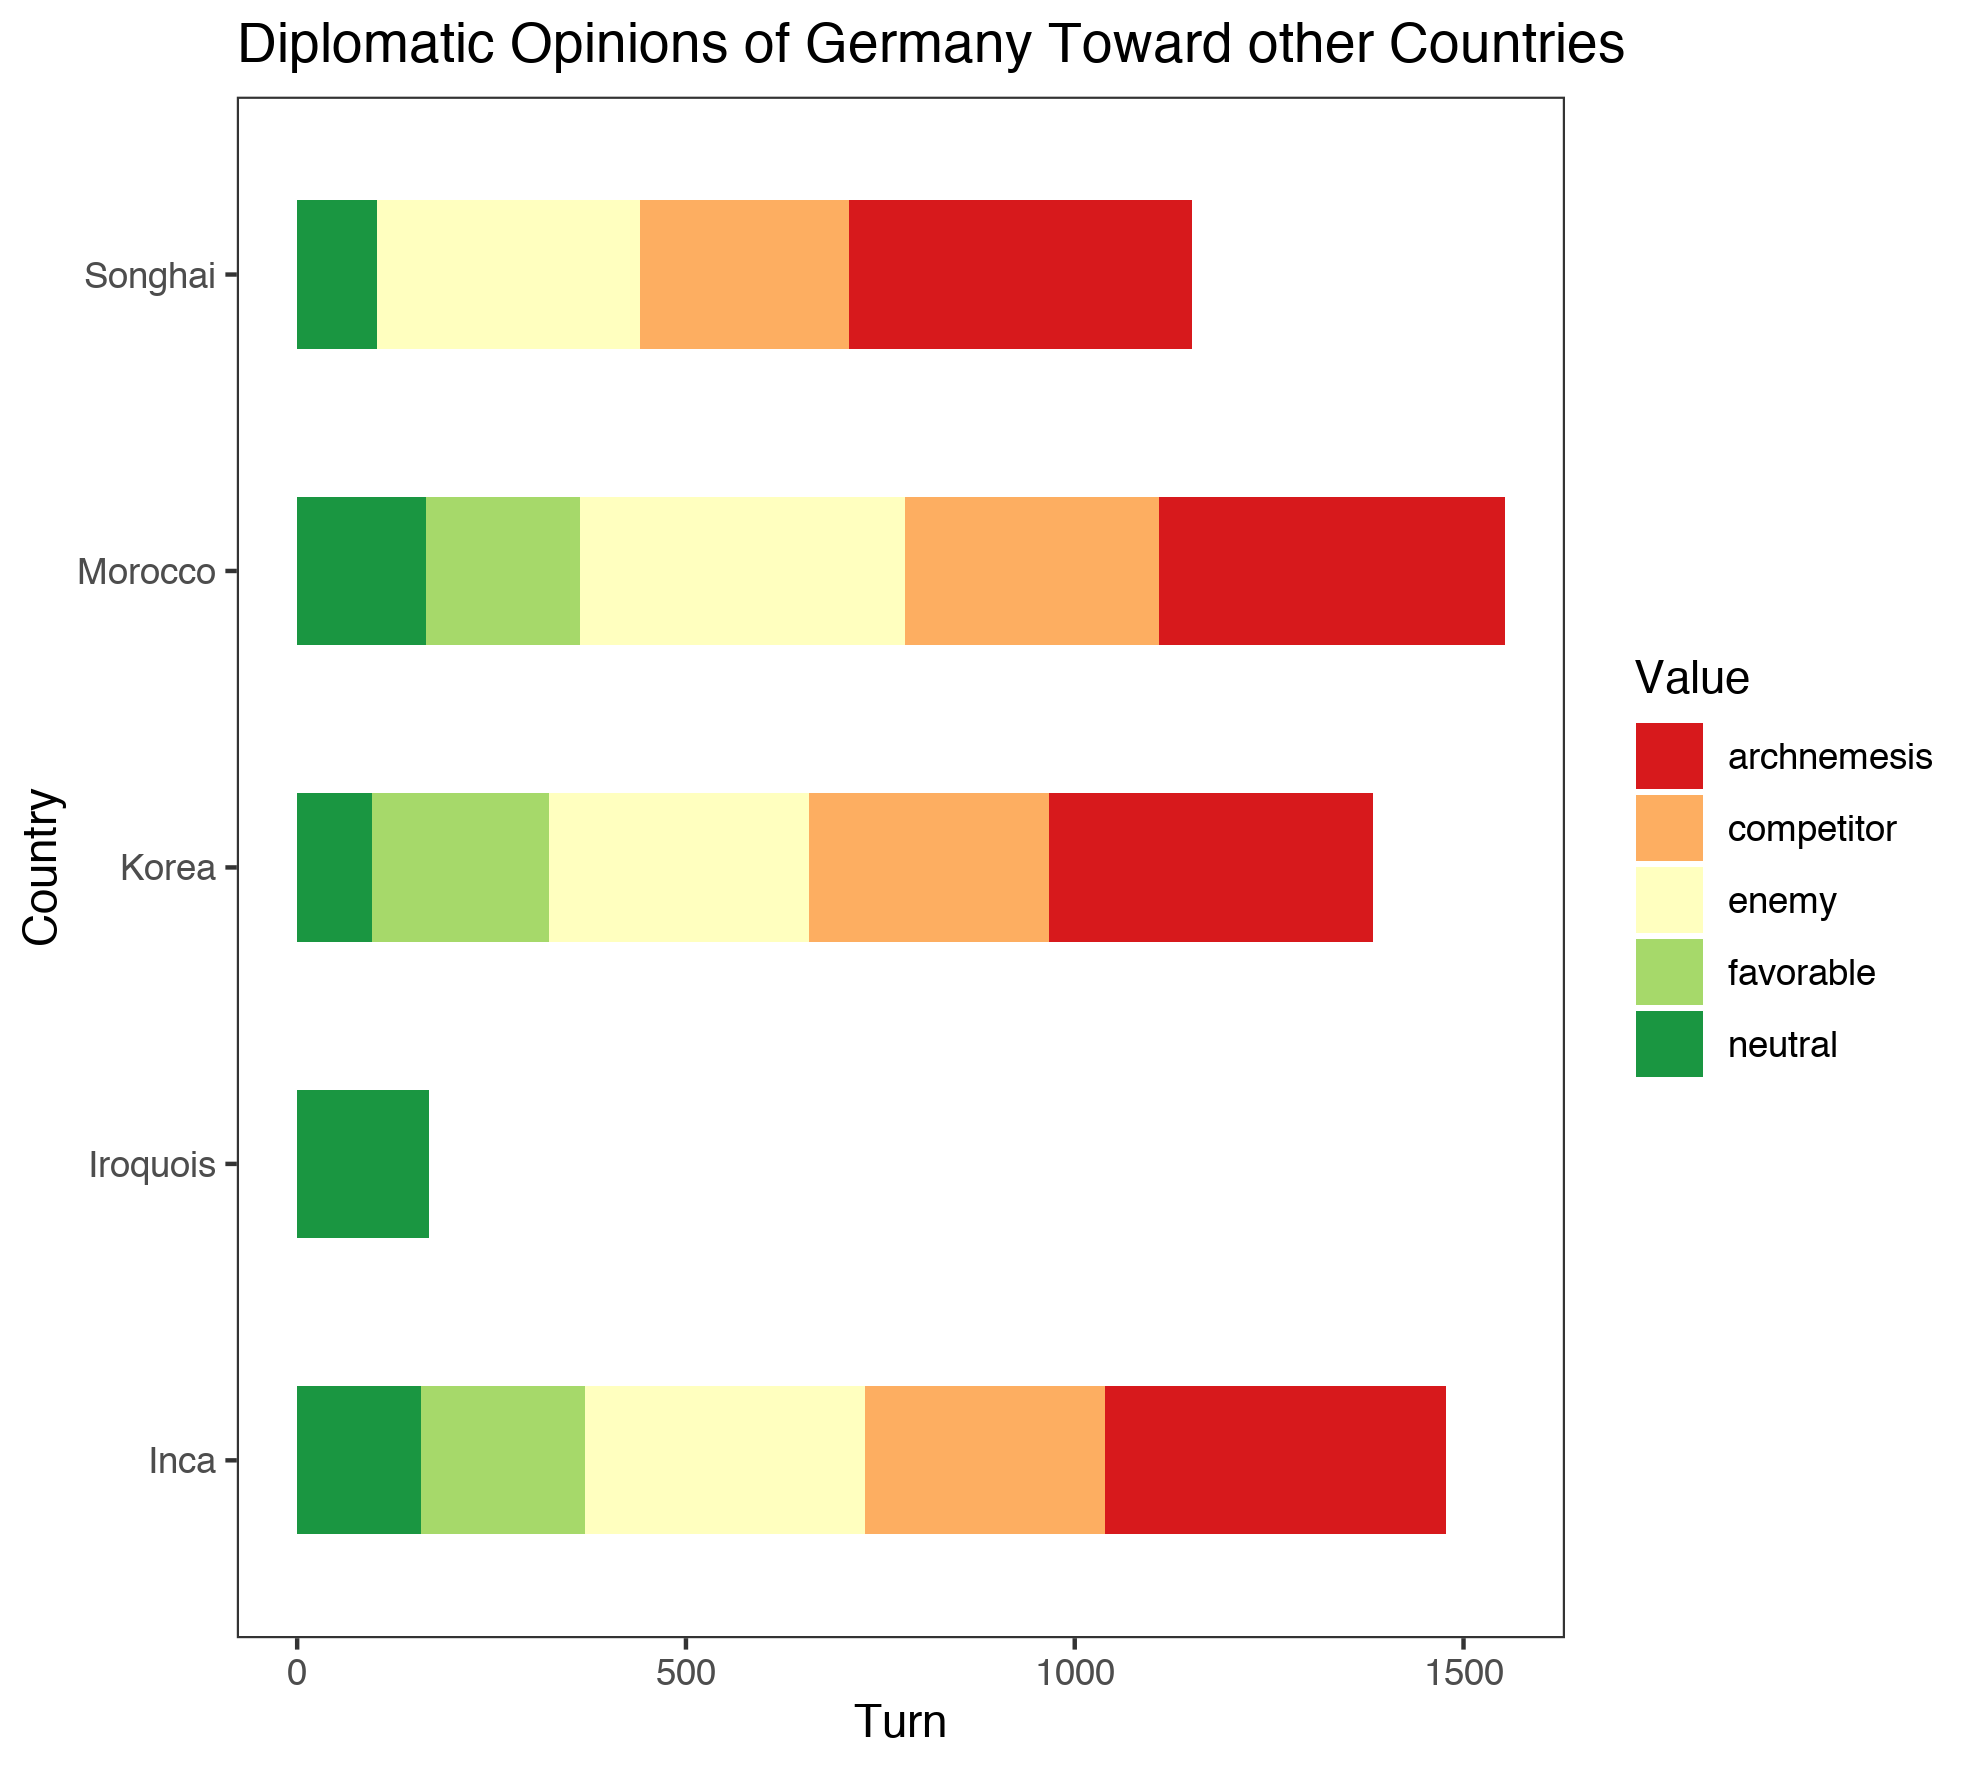 Diplomatic Opinions of Germany Toward other Countries
Songhai
Morocco
Korea
Iroquois
Inca
Country
0 500 1000 1500
Turn
Value
archnemesis
competitor
enemy
favorable
neutral